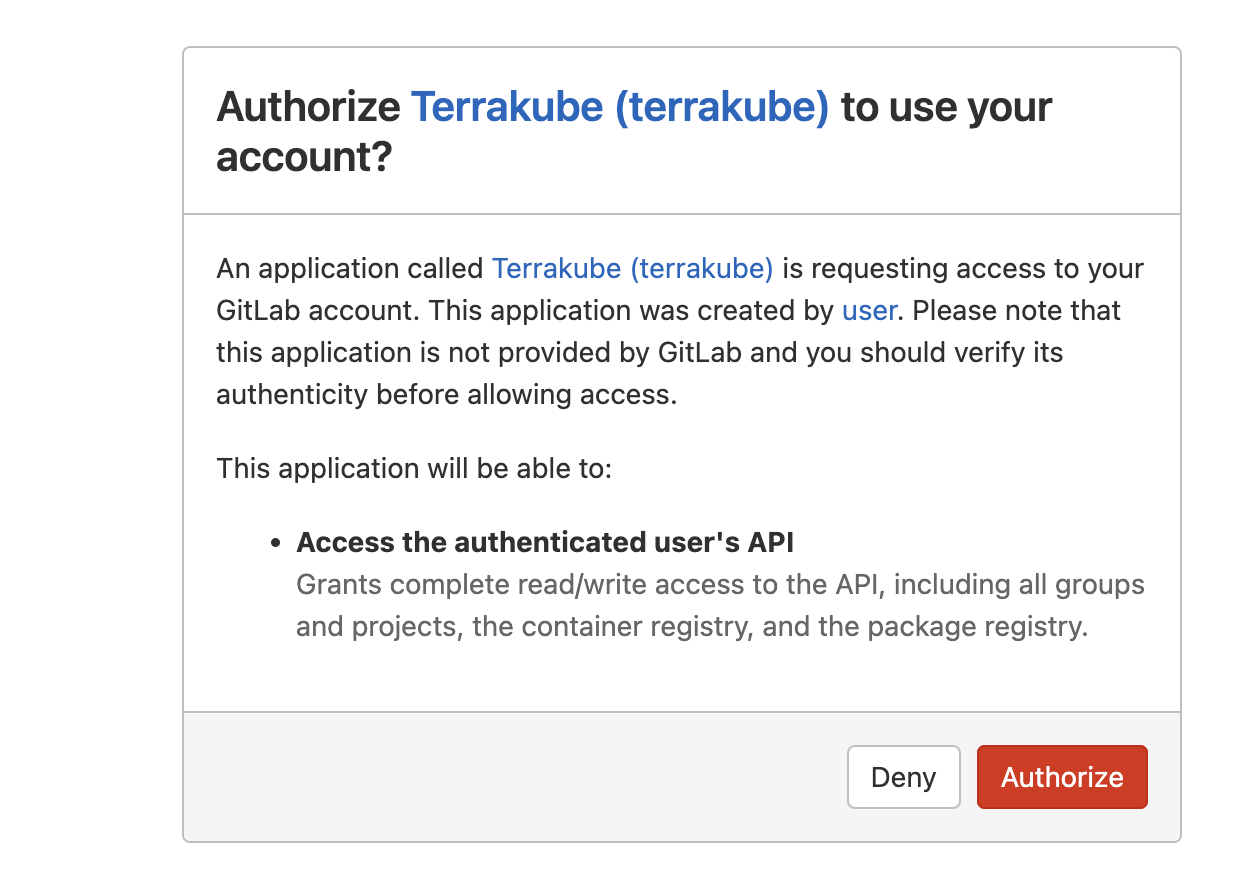 Authorize Terrakube (terrakube) to use your
account?
An application called Terrakube (terrakube) is requesting access to your
GitLab account. This application was created by user. Please note that
this application is not provided by GitLab and you should verify its
authenticity before allowing access.
This application will be able to:
• Access the authenticated user's API
Grants complete read/write access to the API, including all groups
and projects, the container registry, and the package registry.
Deny Authorize